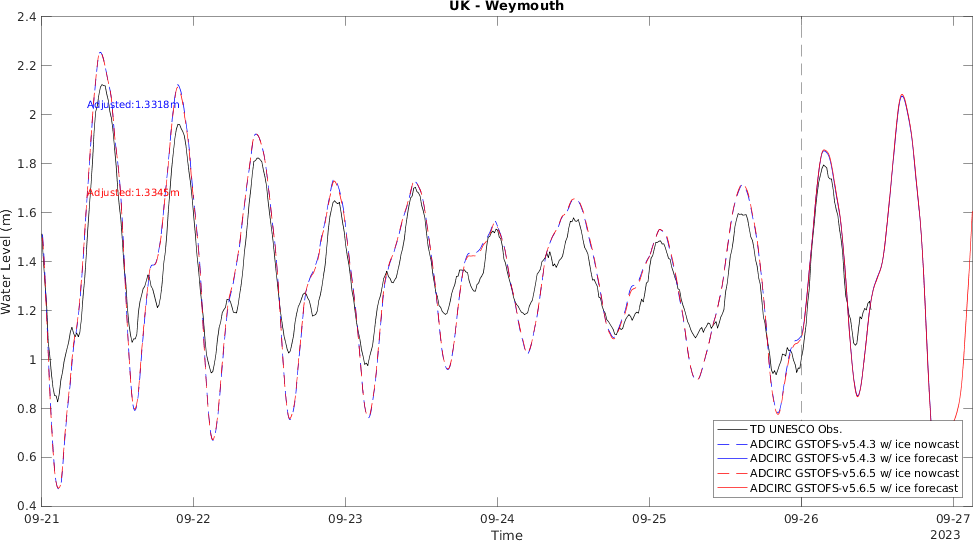 UK - Weymouth
2.4
2.2
2
1.8
1.6
1.4
1.2
1
0.8
0.6
0.4
Water Level (m)
Adjusted:1.3318m
Adjusted:1.3345m
TD UNESCO Obs.
ADCIRC GSTOFS-v5.4.3 w/ ice nowcast
ADCIRC GSTOFS-v5.4.3 w/ ice forecast
ADCIRC GSTOFS-v5.6.5 w/ ice nowcast
ADCIRC GSTOFS-v5.6.5 w/ ice forecast
09-21 09-22 09-23 09-24 09-25 09-26 09-27
Time
2023